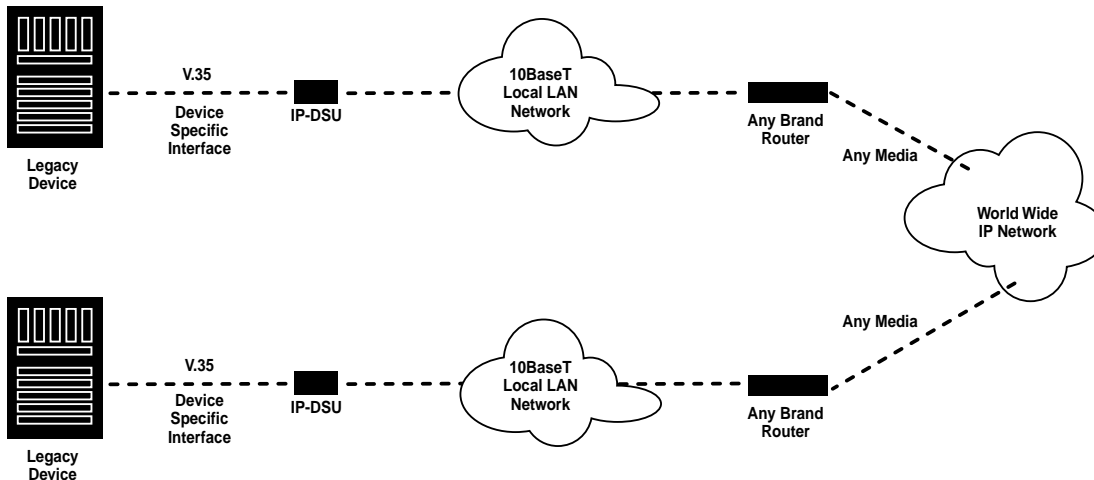 V.35
Device
Specific
Interface
IP-DSU
10BaseT
Local LAN
Network
Any Brand
Router
Any Media
Legacy
Device
World Wide
IP Network
V.35
Device
Specific
Interface
IP-DSU
10BaseT
Local LAN
Network
Any Brand
Router
Any Media
Legacy
Device